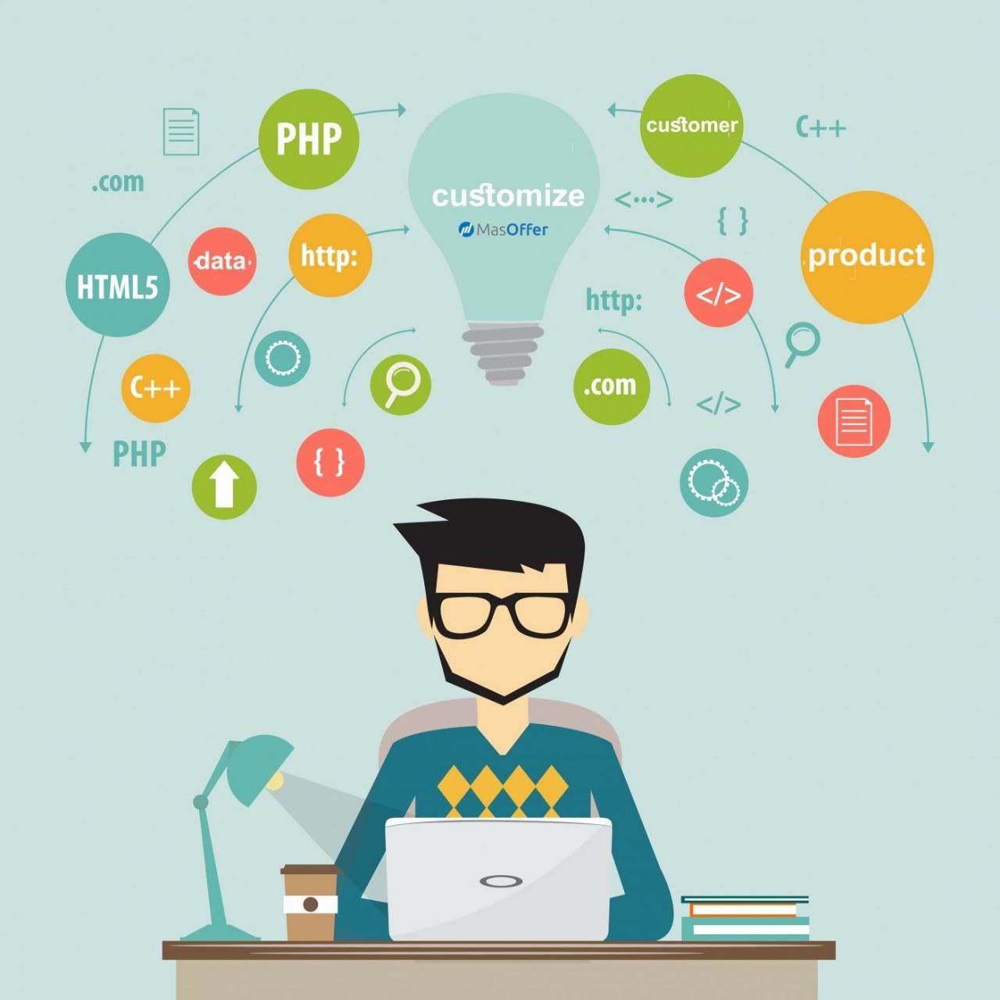 PHP
customer
C++
.com
customize
MasOffer
<···>
{ }
HTML5
data
http:
product
</>
http:
C++
.com
</>
PHP
{ }